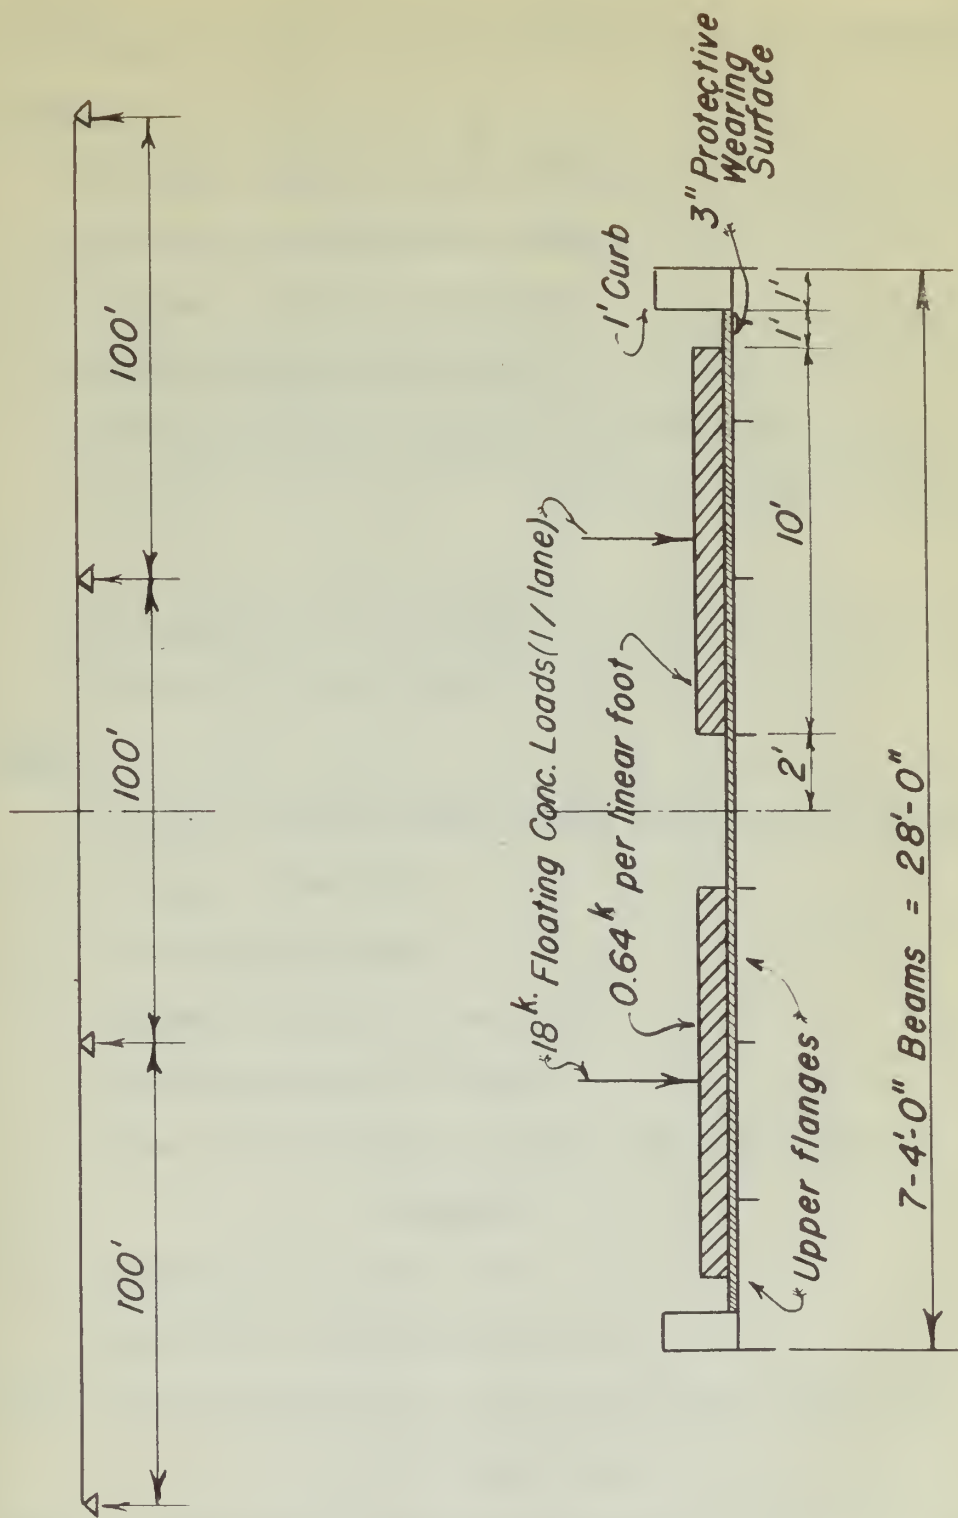 100'
100'
100'
18k. Floating Conc. Loads(1/lane)
0.64k per linear foot
1' Curb
3" Protective
Wearing
Surface
2'
10'
1'
1'
Upper flanges
7-4'-0" Beams = 28'-0"